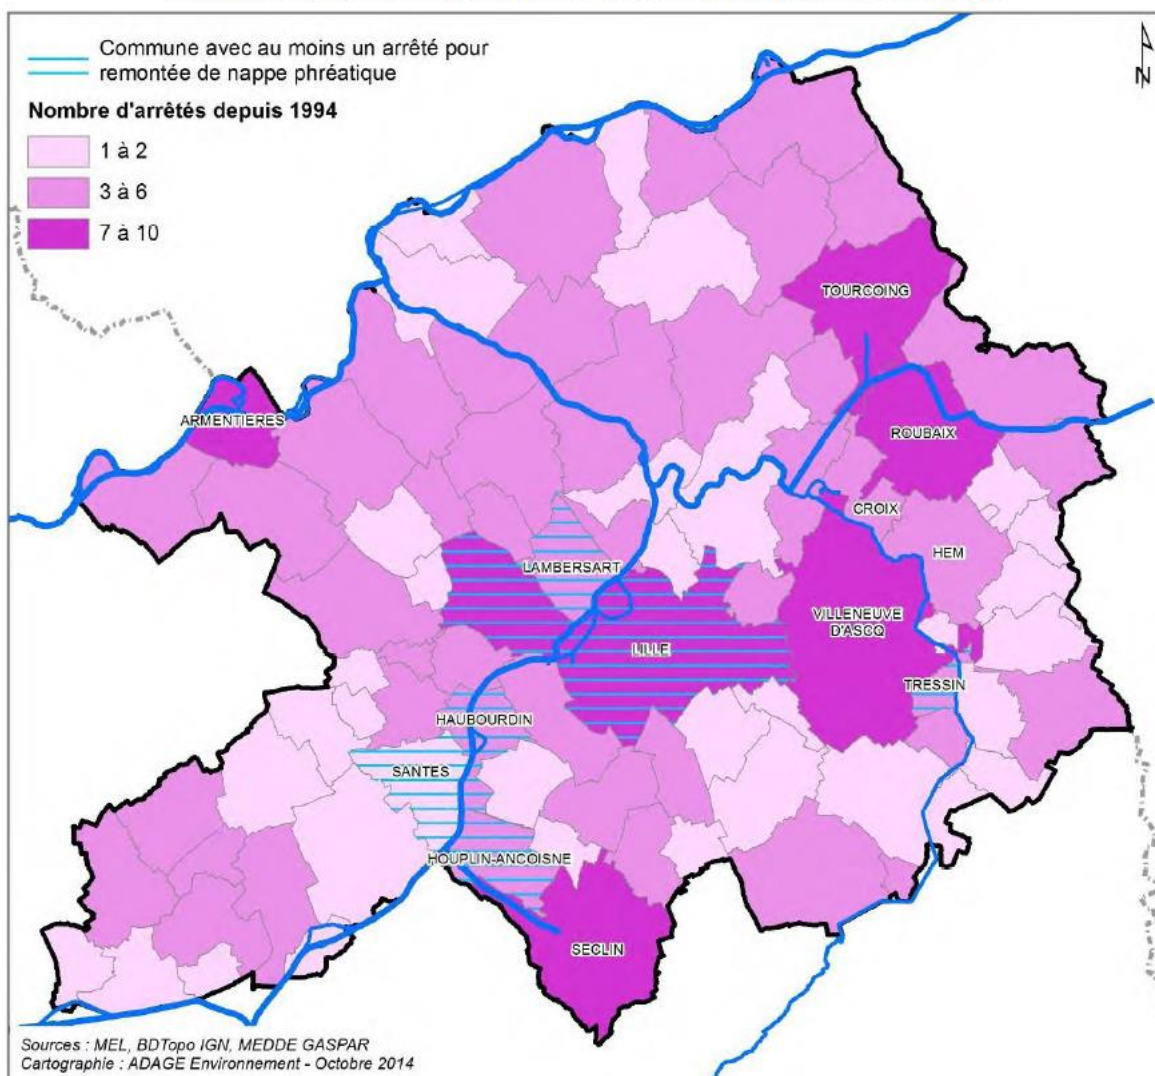 Commune avec au moins un arrêté pour
remontée de nappe phréatique
Nombre d'arrêtés depuis 1994
1 à 2
3 à 6
7 à 10
N
TOURCOING
ARMENTIERES
ROUBAIX
CROIX
HEM
LAMBERSART
VILLENEUVE
D'ASCQ
LILLE
TRESSIN
HAUBOURDIN
SANTES
HOUPLIN-ANCOISNE
SECLIN
Sources : MEL, BDTopo IGN, MEDDE GASPAR
Cartographie : ADAGE Environnement - Octobre 2014